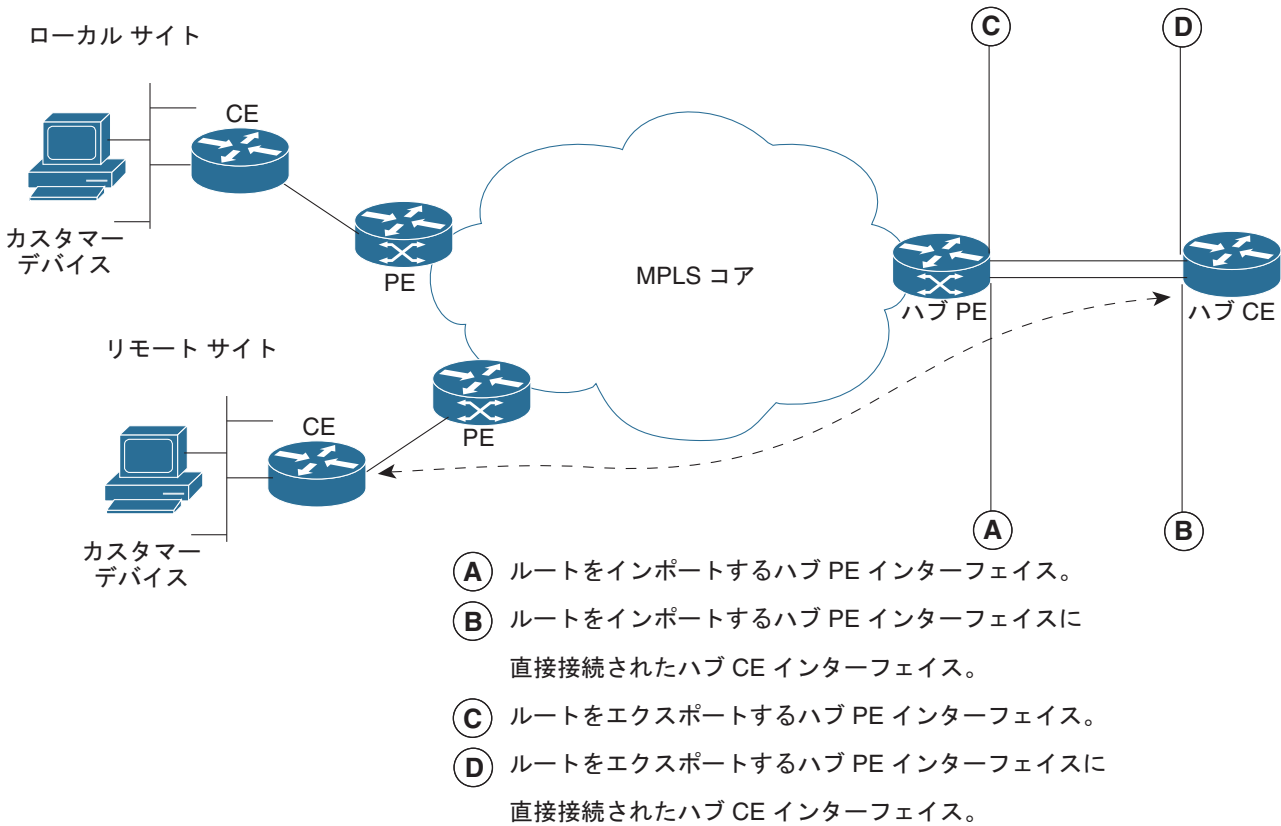 C
D
ローカル サイト
CE
カスタマー
デバイス
PE
MPLS コア
ハブ PE
ハブ CE
リモート サイト
CE
PE
カスタマー
デバイス
A
B
A ルートをインポートするハブ PE インターフェイス。
B ルートをインポートするハブ PE インターフェイスに
直接接続されたハブ CE インターフェイス。
C ルートをエクスポートするハブ PE インターフェイス。
D ルートをエクスポートするハブ PE インターフェイスに
直接接続されたハブ CE インターフェイス。